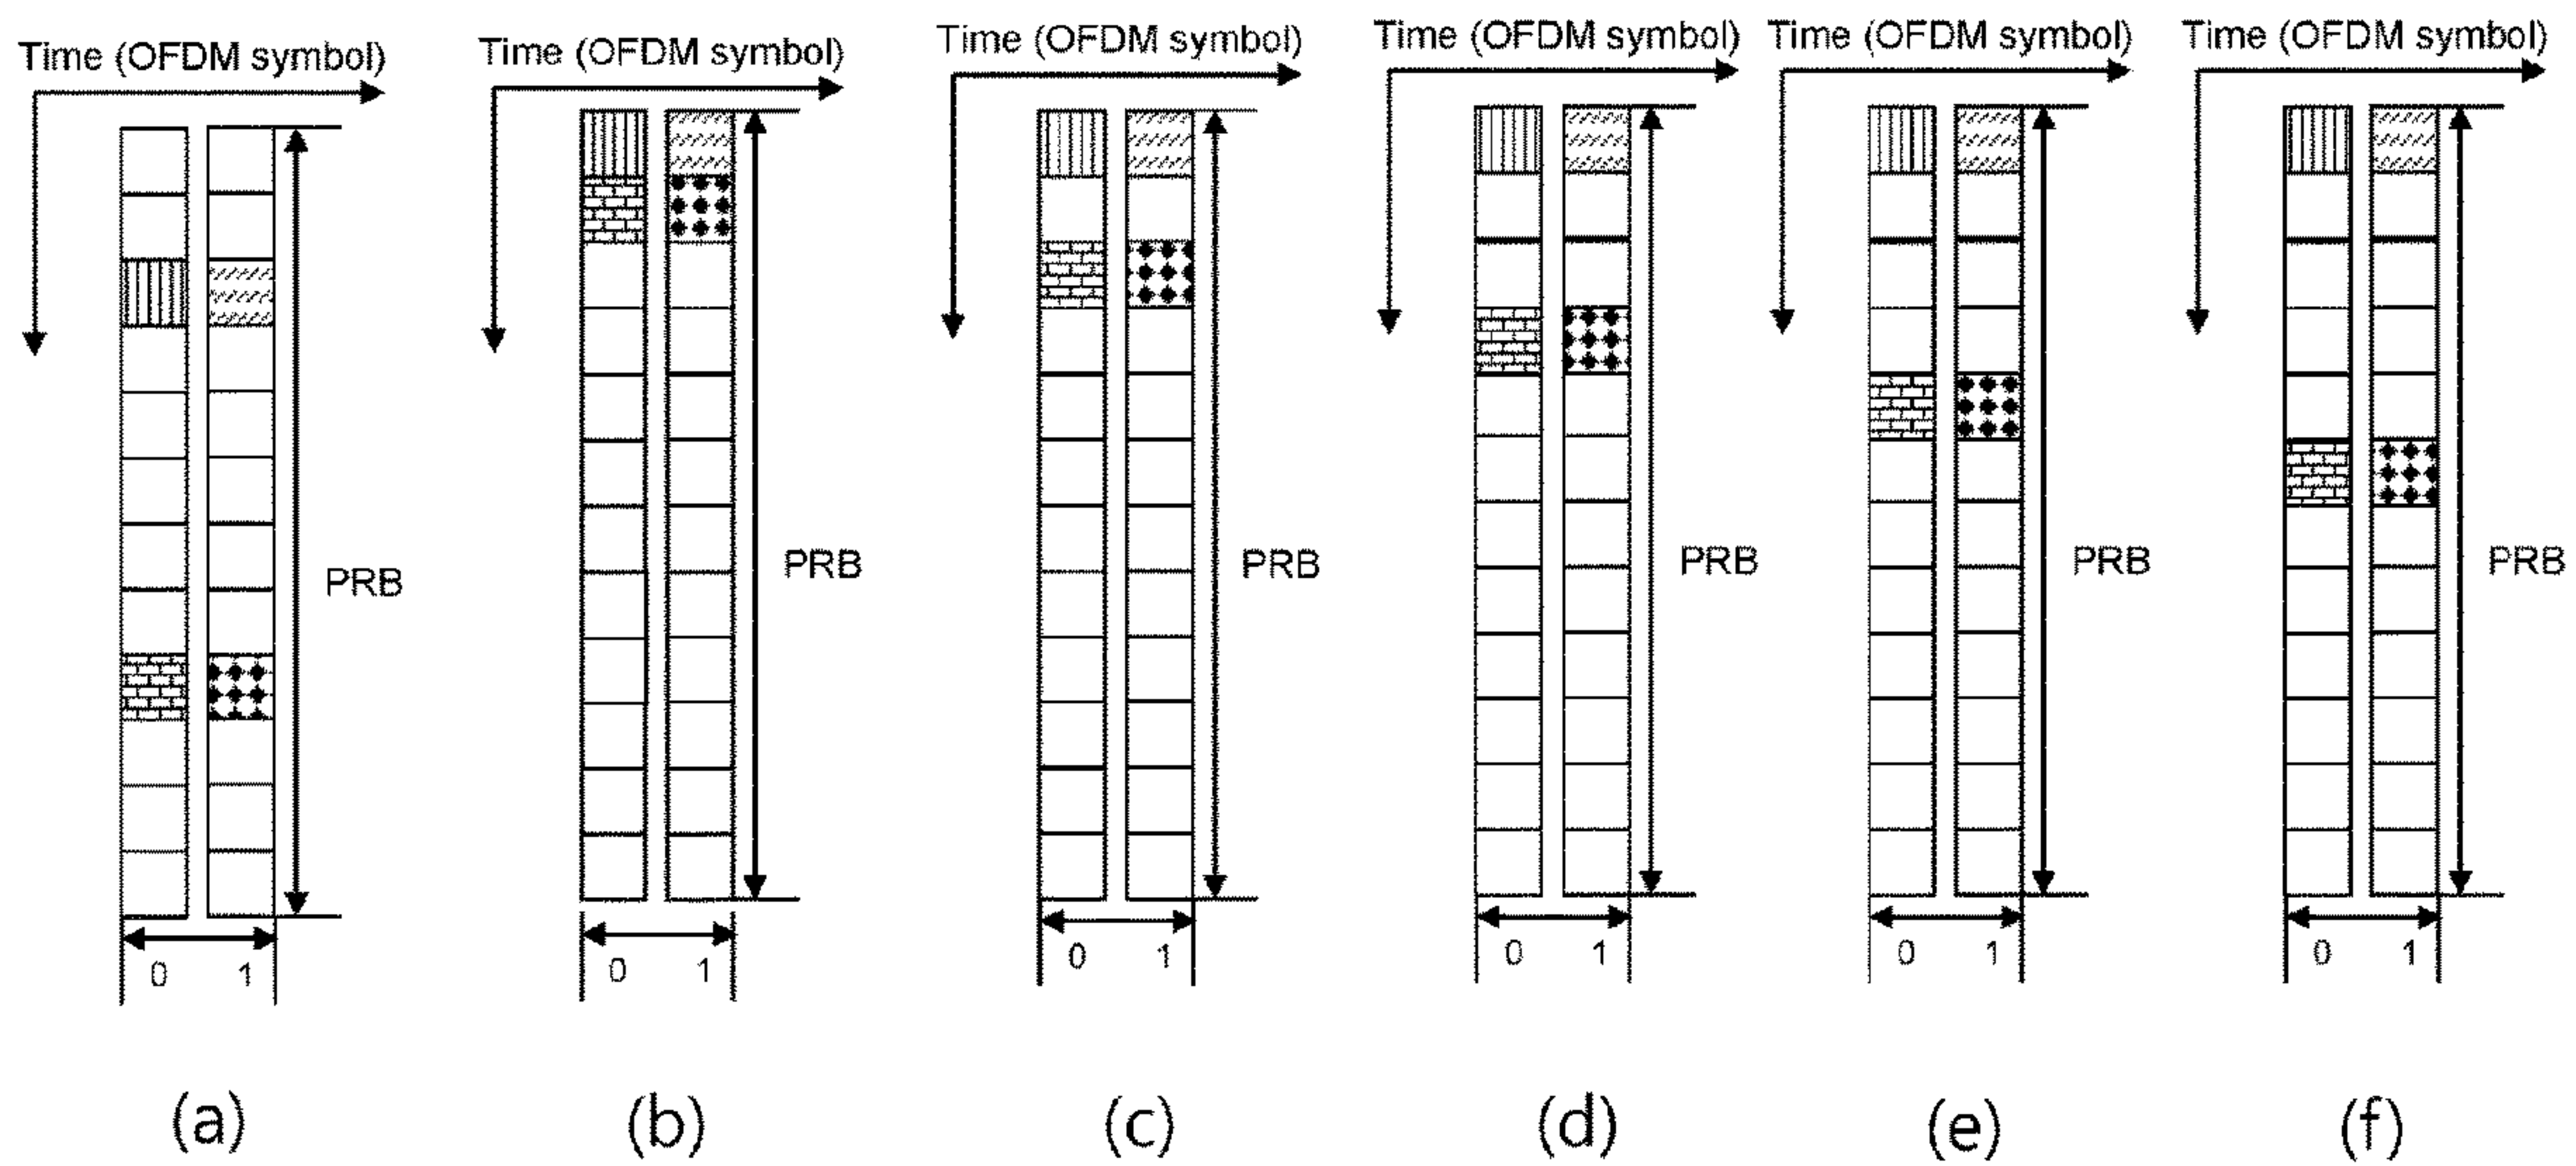 Time (OFDM symbol) Time (OFDM symbol) Time (OFDM symbol) Time (OFDM symbol) Time (OFDM symbol) Time (OFDM symbol)
PRB PRB PRB PRB PRB PRB
0 1 0 1 0 1 0 1 0 1 0 1
(a) (b) (c) (d) (e) (f)